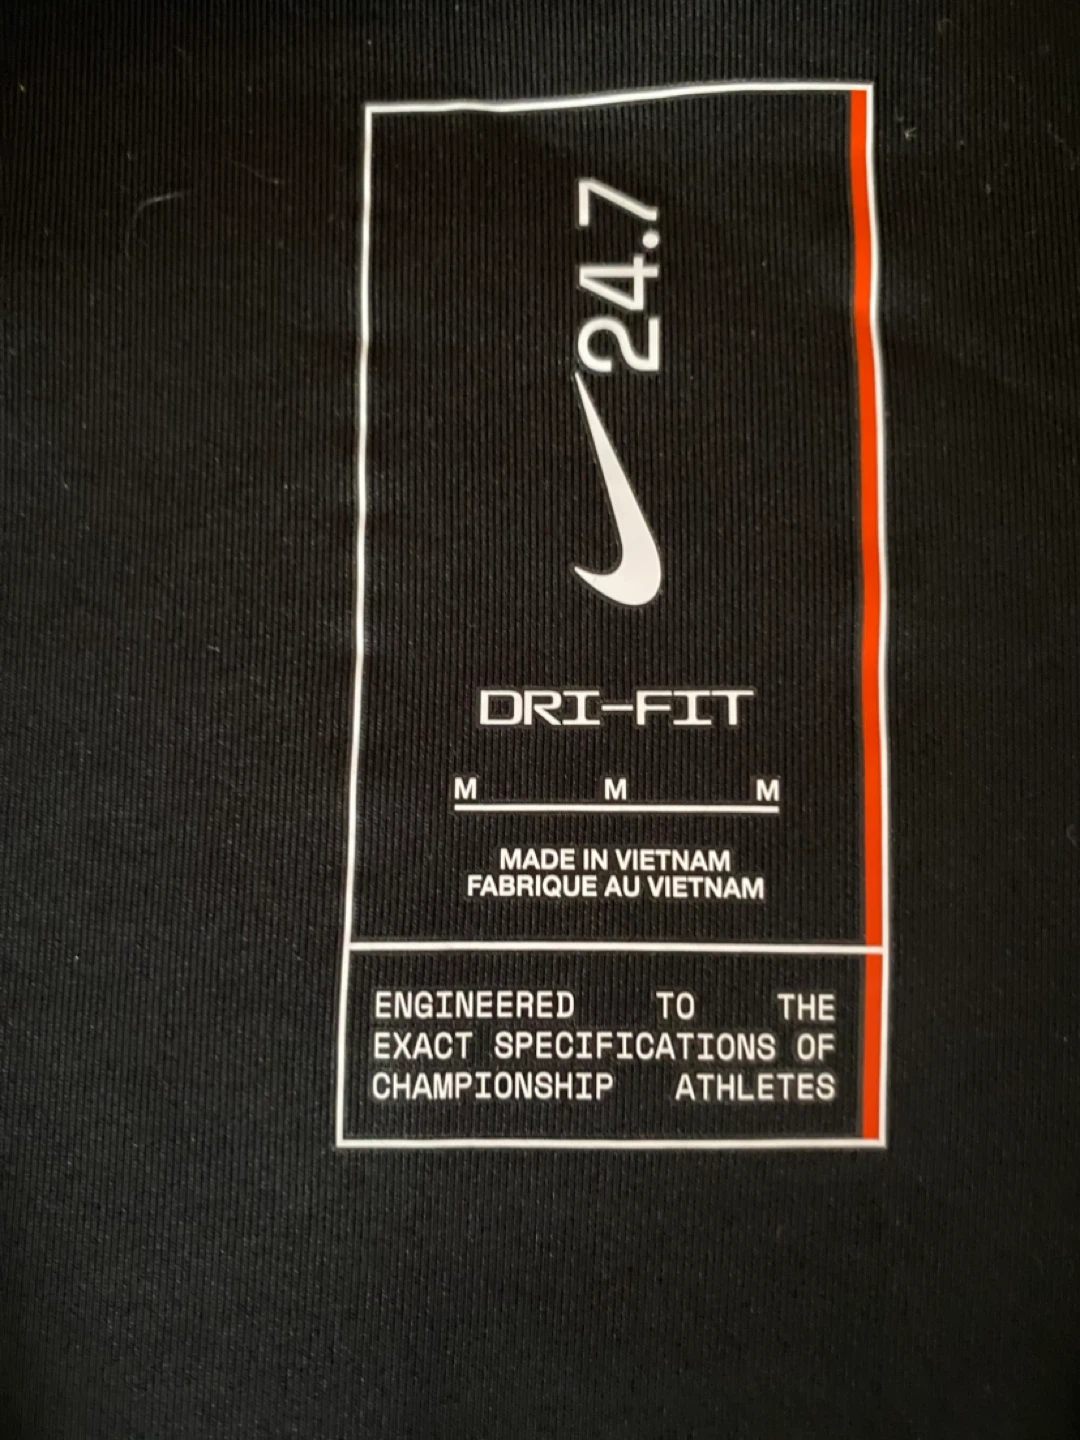 24.7
DRI-FIT
M M M
MADE IN VIETNAM
FABRIQUE AU VIETNAM
ENGINEERED TO THE
EXACT SPECIFICATIONS OF
CHAMPIONSHIP ATHLETES